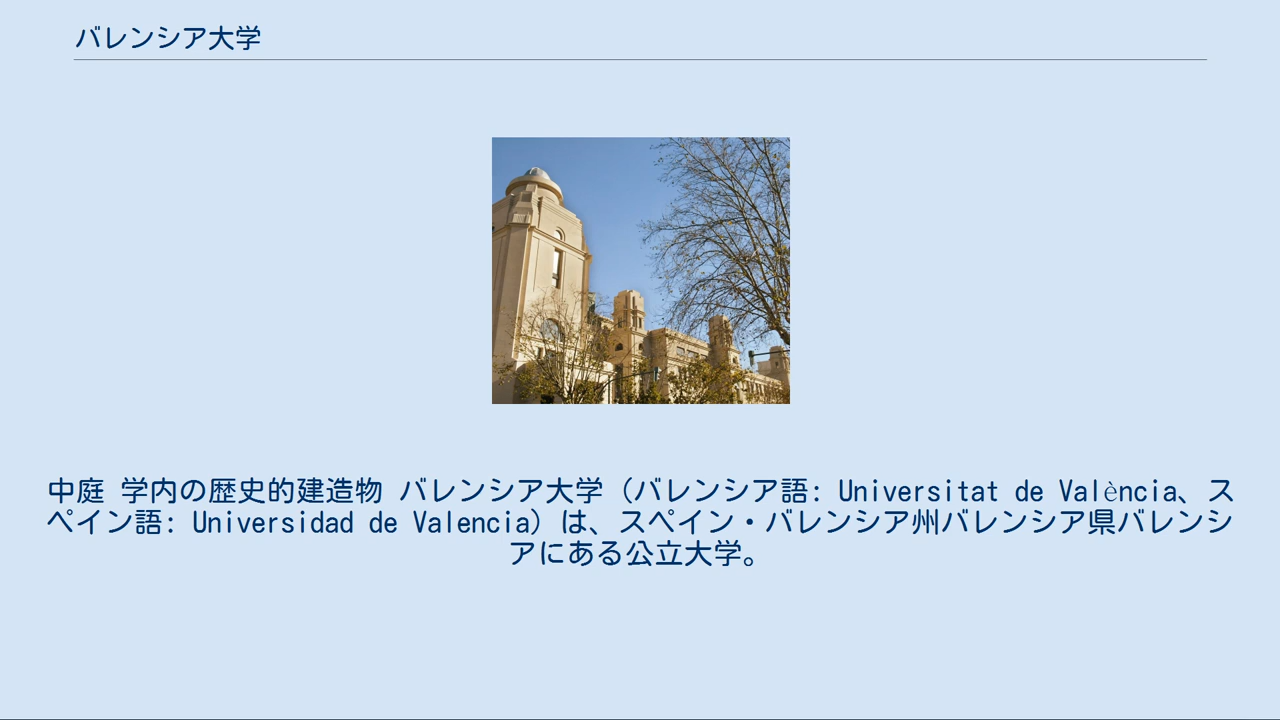 バレンシア大学
中庭 学内の歴史的建造物 バレンシア大学（バレンシア語: Universitat de València、ス
ペイン語: Universidad de Valencia）は、スペイン・バレンシア州バレンシア県バレンシ
アにある公立大学。